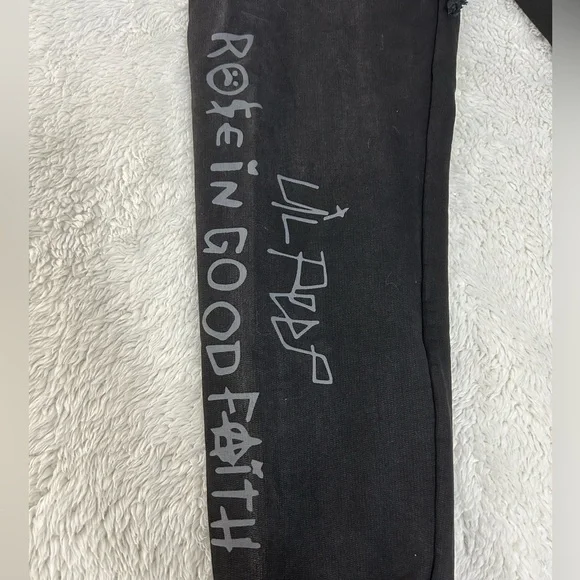 LiL PEEP
ROSE IN GOOD FAITH